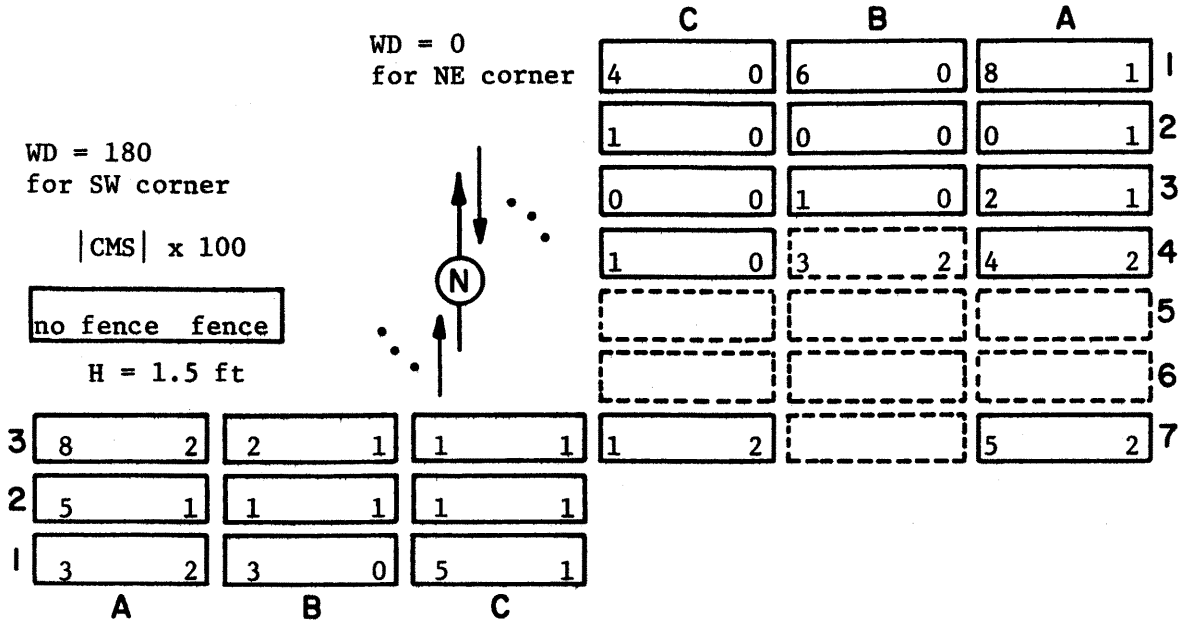 WD = 0
for NE corner
WD = 180
for SW corner
|CMS| x 100
no fence fence
H = 1.5 ft
N
C B A
4 0 6 0 8 1 1
1 0 0 0 0 1 2
0 0 1 0 2 1 3
1 0 3 2 4 2 4
5
6
1 2 5 2 7
3 8 2 2 1 1 1
2 5 1 1 1 1 1
1 3 2 3 0 5 1
A B C